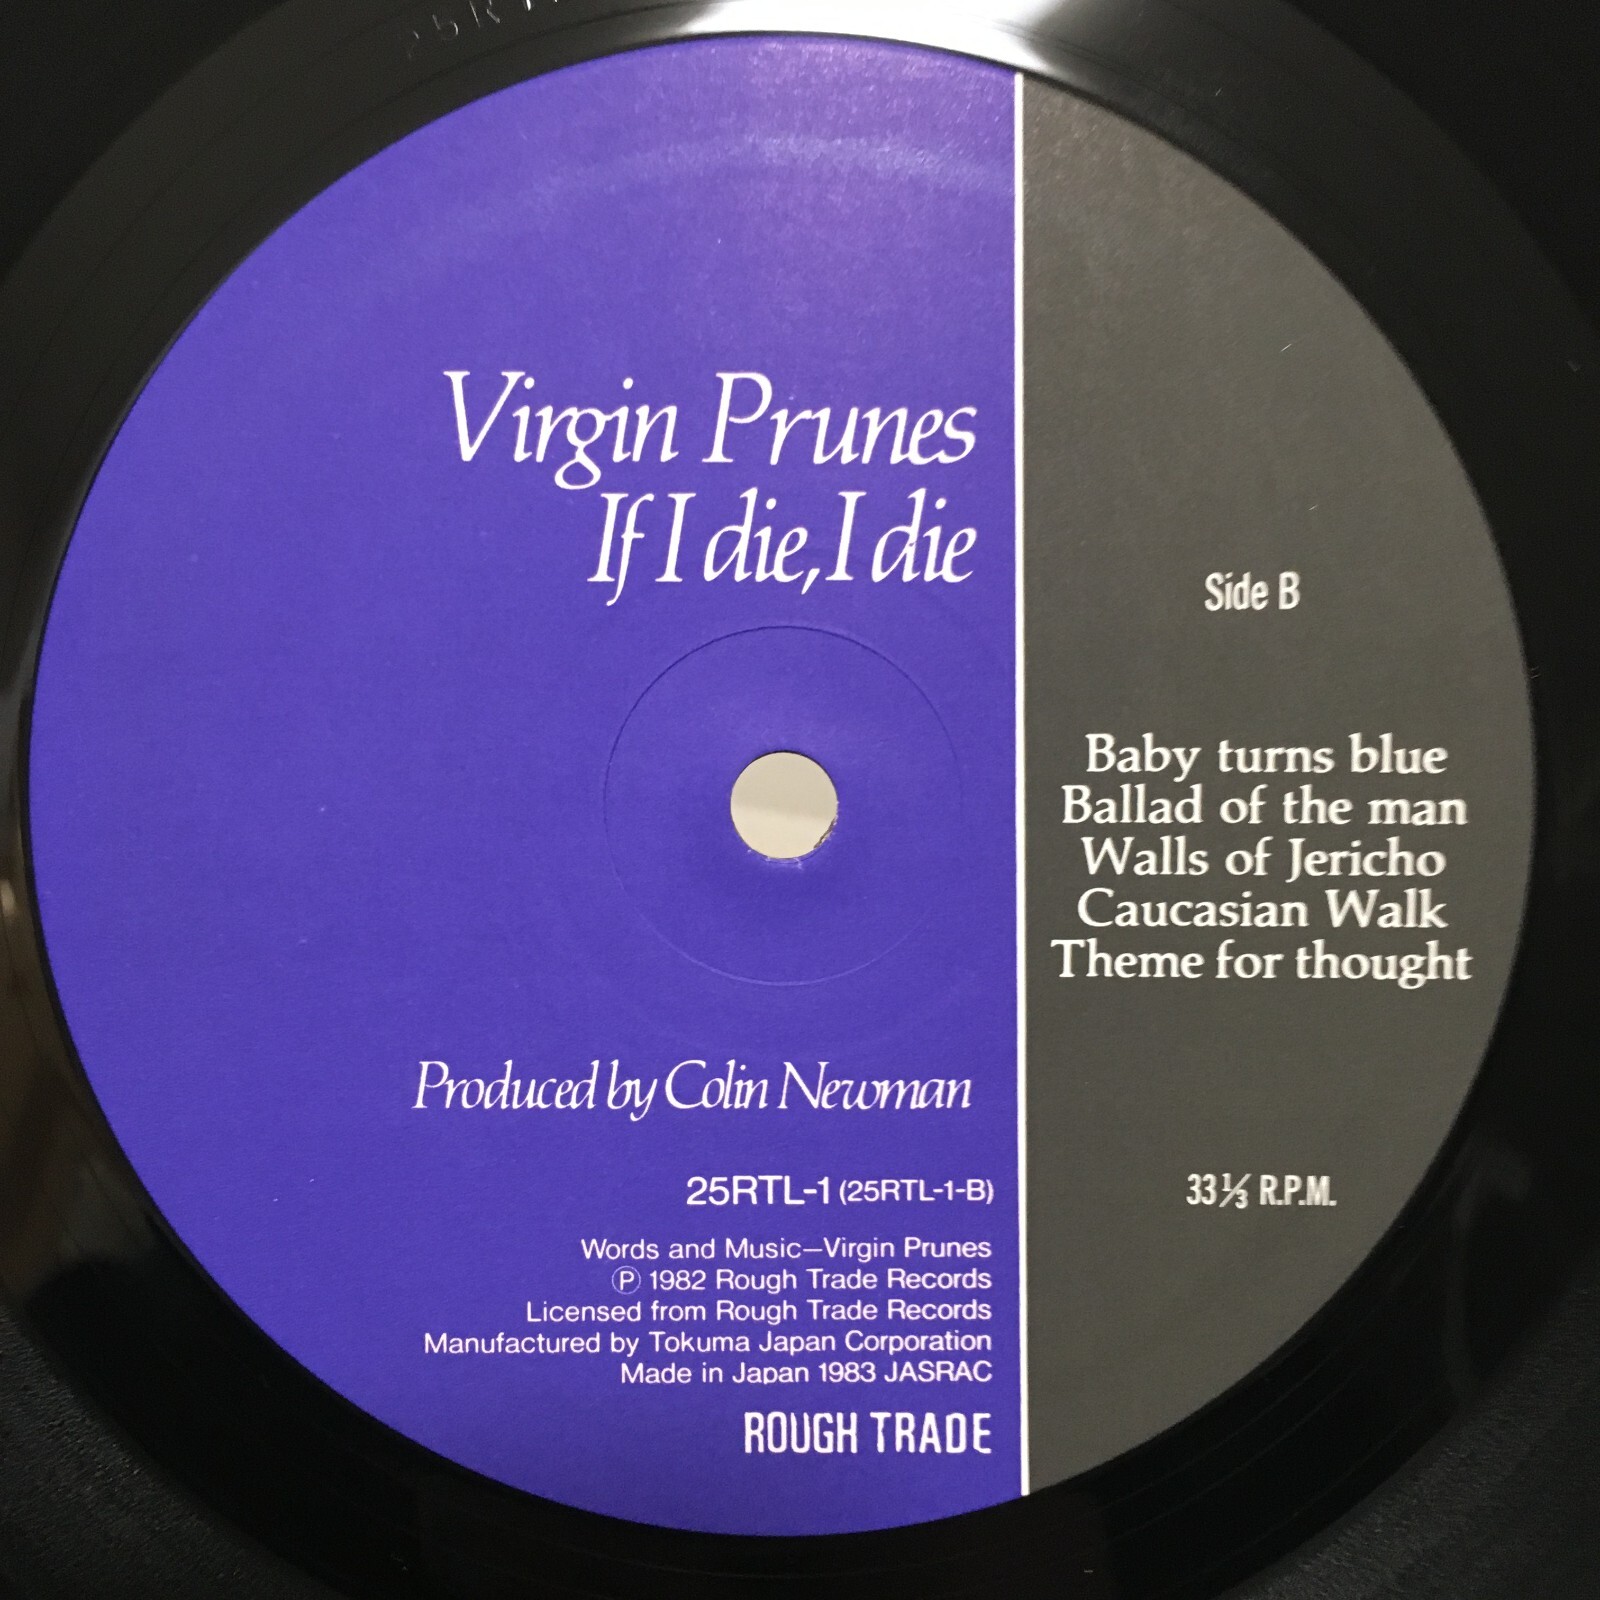 Virgin Prunes
If I die, I die
Side B
Baby turns blue
Ballad of the man
Walls of Jericho
Caucasian Walk
Theme for thought
Produced by Colin Newman
25RTL-1 (25RTL-1-B)
33⅓ R.P.M.
Words and Music—Virgin Prunes
Ⓟ 1982 Rough Trade Records
Licensed from Rough Trade Records
Manufactured by Tokuma Japan Corporation
Made in Japan 1983 JASRAC
ROUGH TRADE